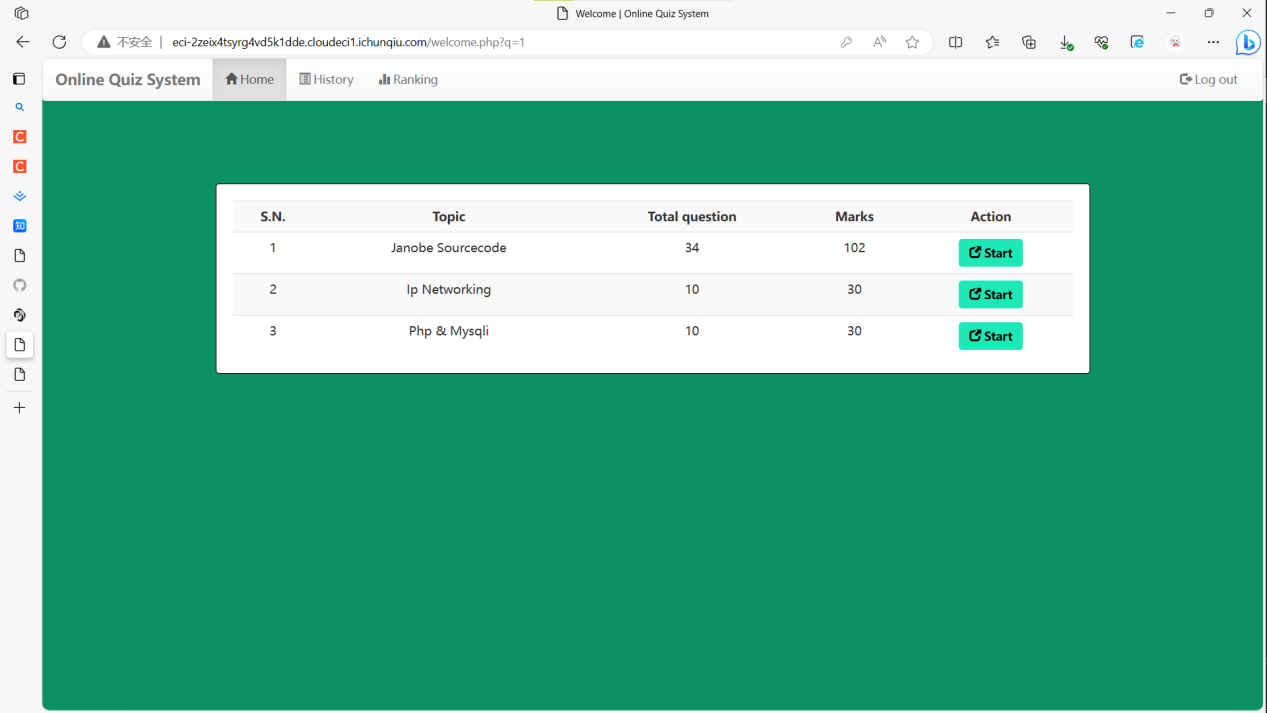 Welcome | Online Quiz System
不安全 | eci-2zeix4tsyrg4vd5k1dde.cloudeci1.ichunqiu.com/welcome.php?q=1
Online Quiz System Home History Ranking Log out
S.N. Topic Total question Marks Action
1 Janobe Sourcecode 34 102 Start
2 Ip Networking 10 30 Start
3 Php & Mysqli 10 30 Start
C
C
知